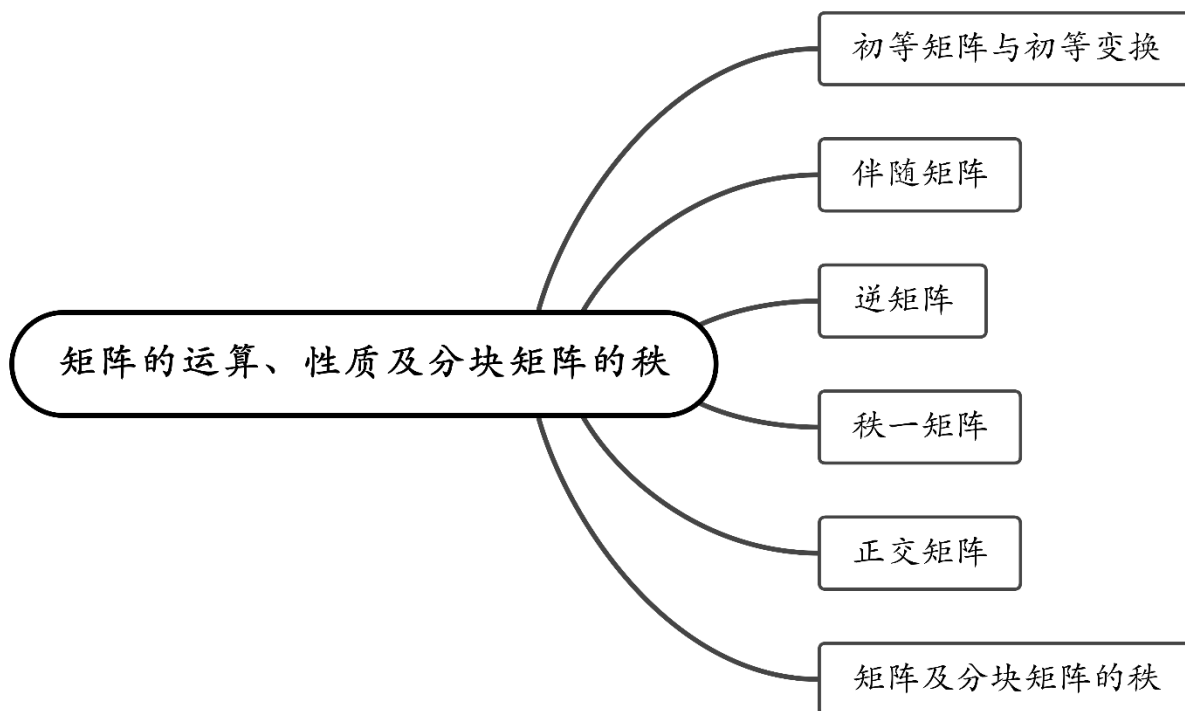 初等矩阵与初等变换
伴随矩阵
逆矩阵
矩阵的运算、性质及分块矩阵的秩
秩一矩阵
正交矩阵
矩阵及分块矩阵的秩